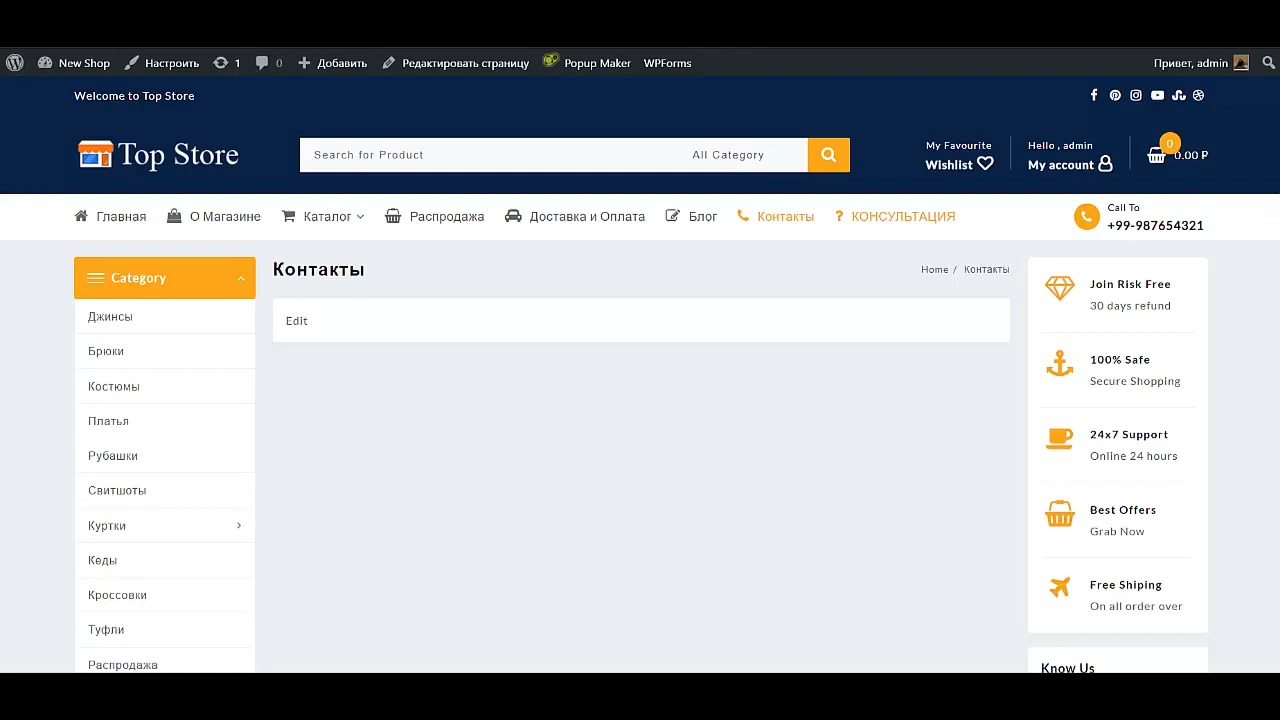 New Shop Настроить 1 0 Добавить Редактировать страницу Popup Maker WPForms Привет, admin
Welcome to Top Store
Top Store
Search for Product All Category
My Favourite
Wishlist
Hello , admin
My account
0
0.00 ₽
Главная О Магазине Каталог Распродажа Доставка и Оплата Блог Контакты ? КОНСУЛЬТАЦИЯ
Call To
+99-987654321
Category
Джинсы
Брюки
Костюмы
Платья
Рубашки
Свитшоты
Куртки
Кеды
Кроссовки
Туфли
Распродажа
Контакты
Home / Контакты
Edit
Join Risk Free
30 days refund
100% Safe
Secure Shopping
24x7 Support
Online 24 hours
Best Offers
Grab Now
Free Shiping
On all order over
Know Us